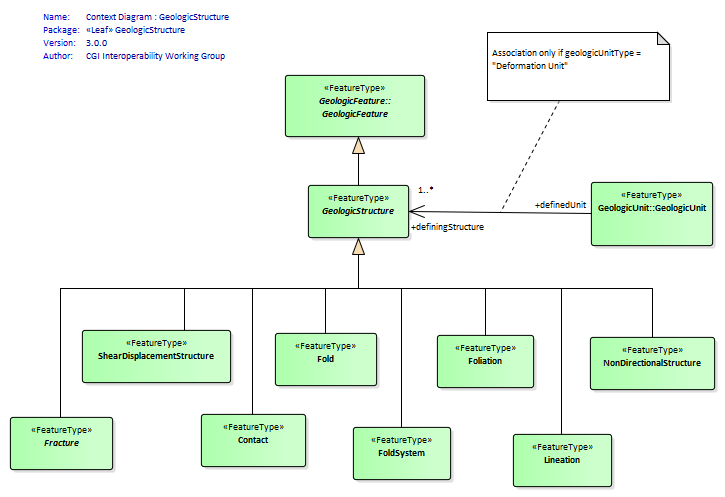 Name: Context Diagram : GeologicStructure
Package: «Leaf» GeologicStructure
Version: 3.0.0
Author: CGI Interoperability Working Group
Association only if geologicUnitType =
"Deformation Unit"
«FeatureType»
GeologicFeature::
GeologicFeature
«FeatureType»
GeologicStructure
1..*
+definingStructure
+definedUnit
«FeatureType»
GeologicUnit::GeologicUnit
«FeatureType»
ShearDisplacementStructure
«FeatureType»
Fold
«FeatureType»
Foliation
«FeatureType»
NonDirectionalStructure
«FeatureType»
Fracture
«FeatureType»
Contact
«FeatureType»
FoldSystem
«FeatureType»
Lineation